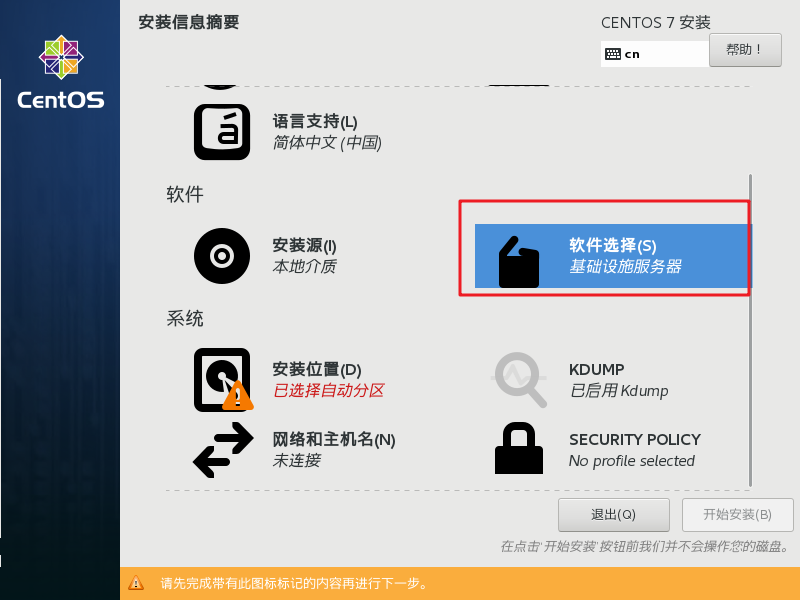 安装信息摘要
CENTOS 7 安装
cn
帮助！
CentOS
语言支持(L)
简体中文 (中国)
软件
安装源(I)
本地介质
软件选择(S)
基础设施服务器
系统
安装位置(D)
已选择自动分区
KDUMP
已启用 Kdump
网络和主机名(N)
未连接
SECURITY POLICY
No profile selected
退出(Q)
开始安装(B)
在点击'开始安装'按钮前我们并不会操作您的磁盘。
请先完成带有此图标标记的内容再进行下一步。